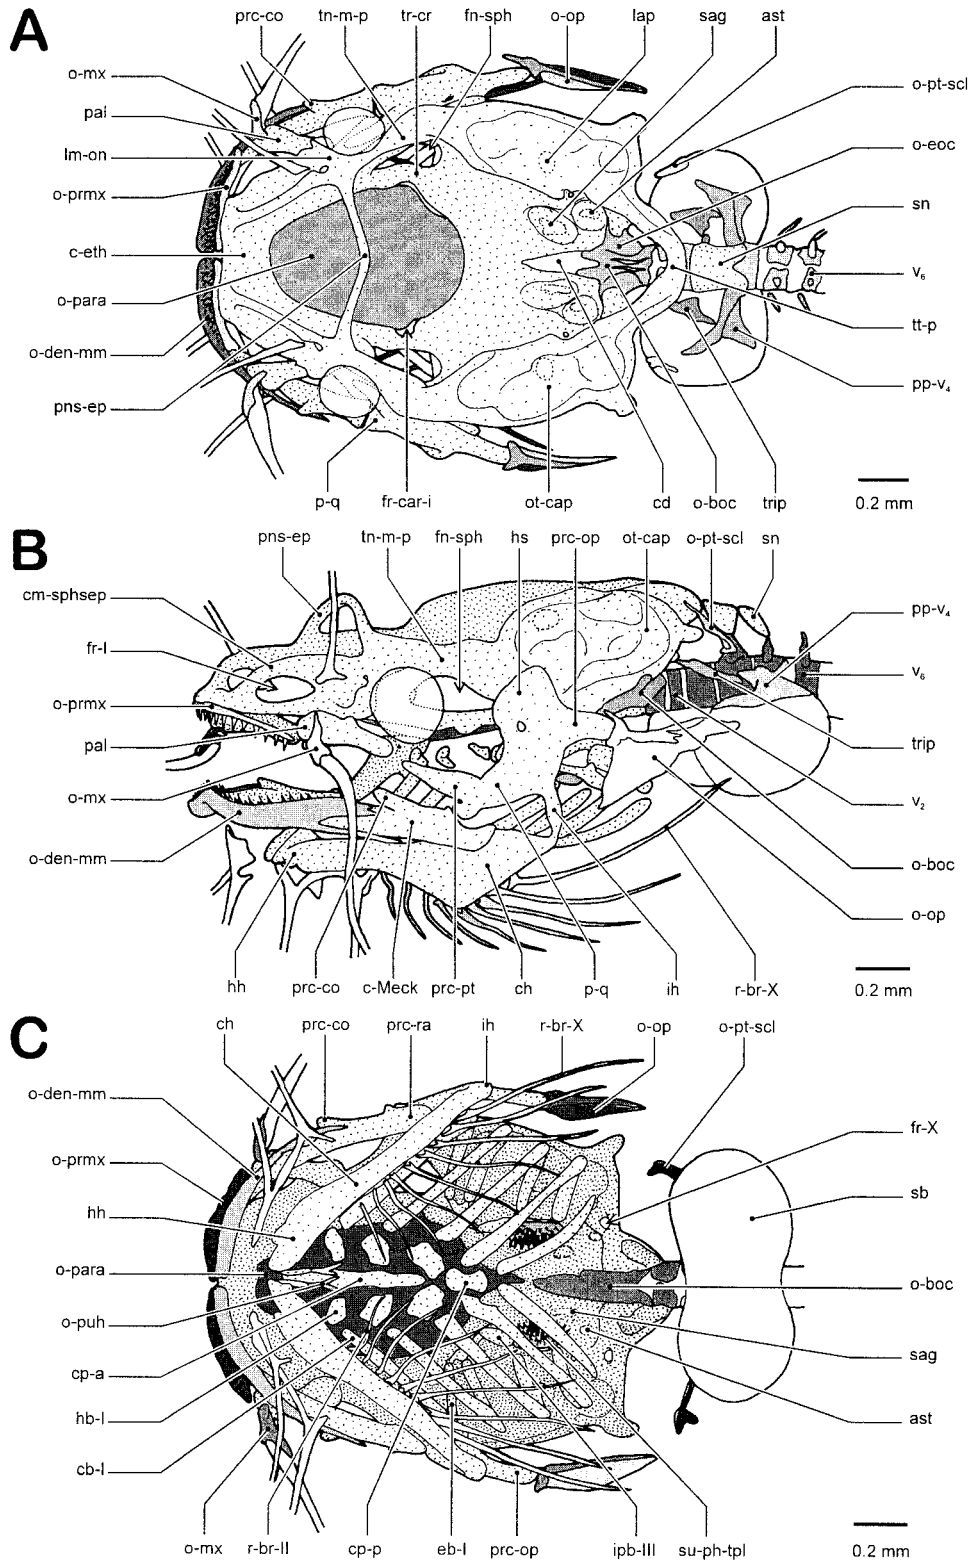 A
prc-co tn-m-p tr-cr fn-sph o-op lap sag ast
o-mx
pal
lm-on
o-prmx
c-eth
o-para
o-den-mm
pns-ep
o-pt-scl
o-eoc
sn
v6
tt-p
pp-v4
p-q fr-car-i ot-cap cd o-boc trip
0.2 mm
B
pns-ep tn-m-p fn-sph hs prc-op ot-cap o-pt-scl sn
cm-sphsep
fr-I
o-prmx
pal
o-mx
o-den-mm
pp-v4
v6
trip
v2
o-boc
o-op
hh prc-co c-Meck prc-pt ch p-q ih r-br-X
0.2 mm
C
ch prc-co prc-ra ih r-br-X o-op o-pt-scl
o-den-mm
o-prmx
hh
o-para
o-puh
cp-a
hb-I
cb-I
fr-X
sb
o-boc
sag
ast
o-mx r-br-II cp-p eb-I prc-op ipb-III su-ph-tpl
0.2 mm